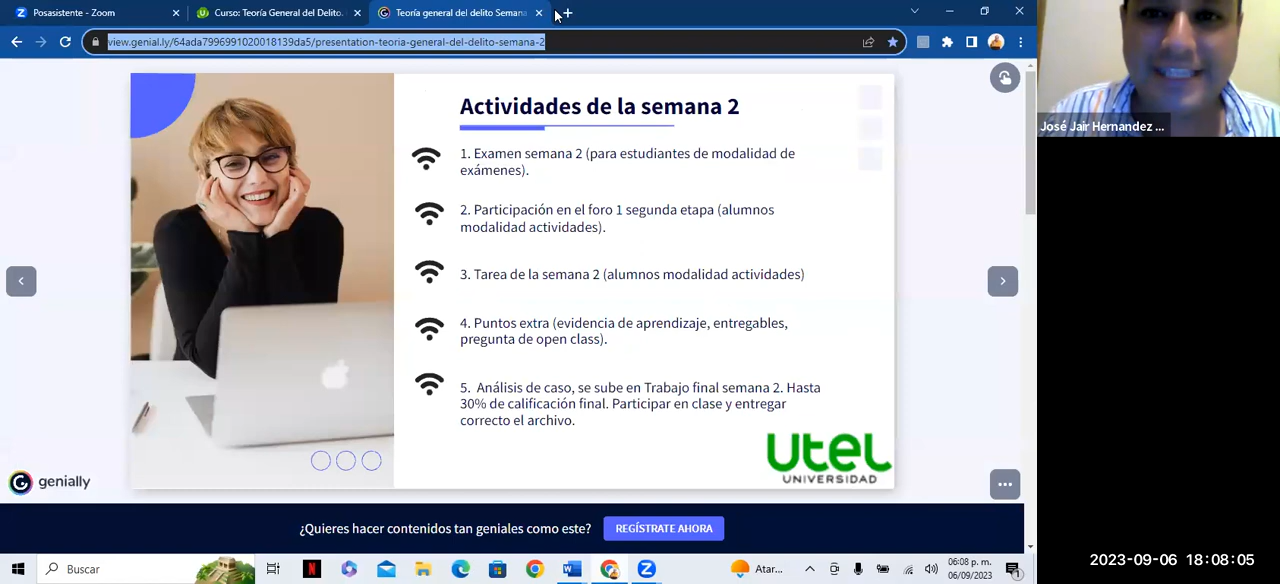 Posasistente - Zoom
Curso: Teoría General del Delito.
Teoría general del delito Semana
view.genial.ly/64ada7996991020018139da5/presentation-teoria-general-del-delito-semana-2
José Jair Hernandez ...
Actividades de la semana 2
1. Examen semana 2 (para estudiantes de modalidad de
exámenes).
2. Participación en el foro 1 segunda etapa (alumnos
modalidad actividades).
3. Tarea de la semana 2 (alumnos modalidad actividades)
4. Puntos extra (evidencia de aprendizaje, entregables,
pregunta de open class).
5. Análisis de caso, se sube en Trabajo final semana 2. Hasta
30% de calificación final. Participar en clase y entregar
correcto el archivo.
utel
UNIVERSIDAD
genially
¿Quieres hacer contenidos tan geniales como este?
REGÍSTRATE AHORA
Buscar
Atar...
06:08 p. m.
06/09/2023
2023-09-06 18:08:05